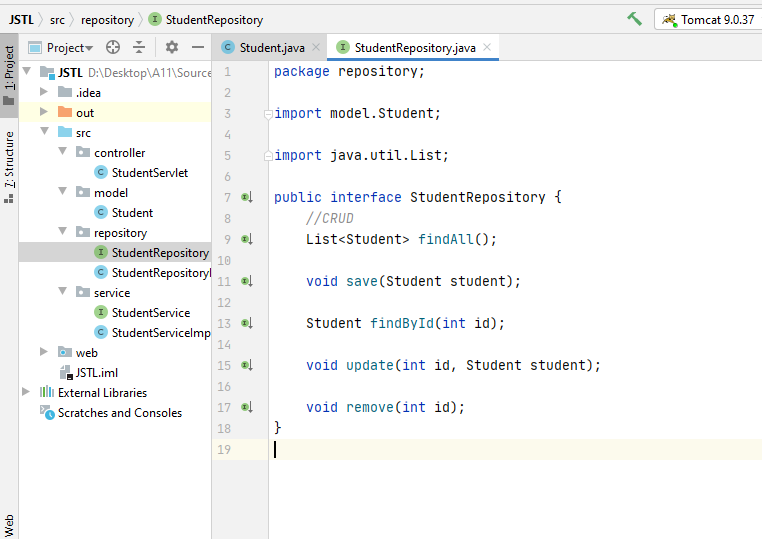 JSTL src repository StudentRepository
Tomcat 9.0.37
1: Project
7: Structure
Web
Project
JSTL D:\Desktop\A11\Source
.idea
out
src
controller
StudentServlet
model
Student
repository
StudentRepository
StudentRepositoryI
service
StudentService
StudentServiceImp
web
JSTL.iml
External Libraries
Scratches and Consoles
Student.java StudentRepository.java
1 package repository;
2
3 import model.Student;
4
5 import java.util.List;
6
7 public interface StudentRepository {
8 //CRUD
9 List<Student> findAll();
10
11 void save(Student student);
12
13 Student findById(int id);
14
15 void update(int id, Student student);
16
17 void remove(int id);
18 }
19